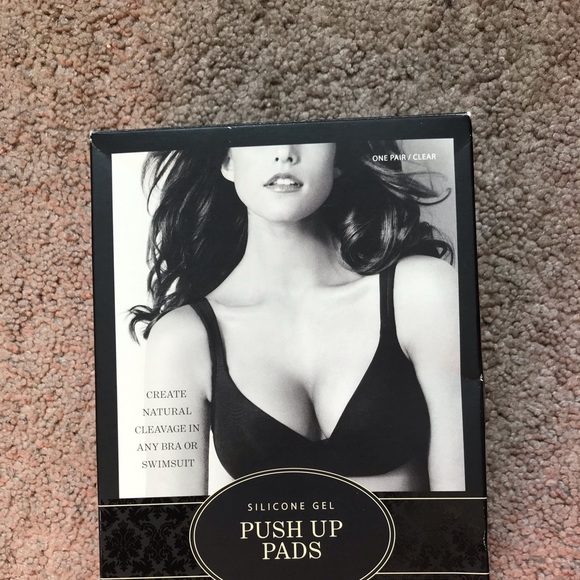 ONE PAIR / CLEAR
CREATE
NATURAL
CLEAVAGE IN
ANY BRA OR
SWIMSUIT
SILICONE GEL
PUSH UP
PADS